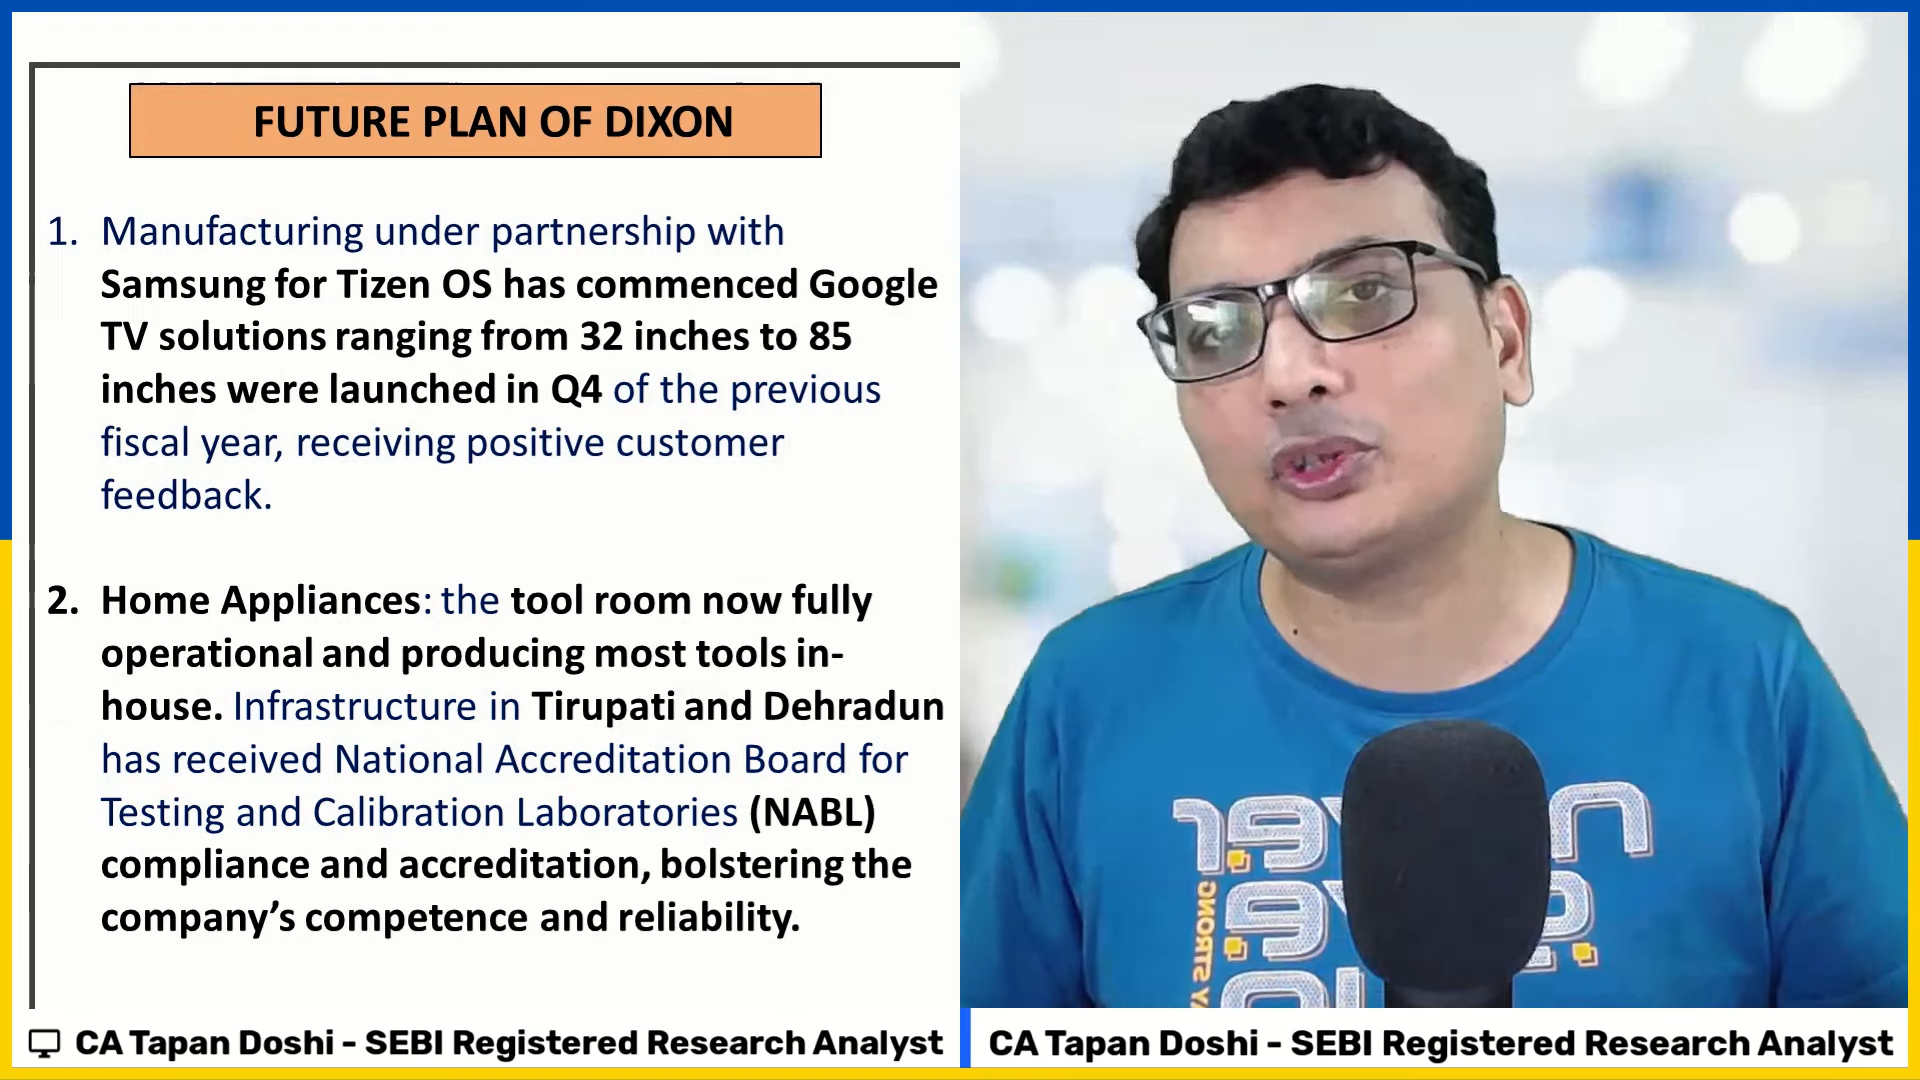 FUTURE PLAN OF DIXON
1. Manufacturing under partnership with
Samsung for Tizen OS has commenced Google
TV solutions ranging from 32 inches to 85
inches were launched in Q4 of the previous
fiscal year, receiving positive customer
feedback.
2. Home Appliances: the tool room now fully
operational and producing most tools in-
house. Infrastructure in Tirupati and Dehradun
has received National Accreditation Board for
Testing and Calibration Laboratories (NABL)
compliance and accreditation, bolstering the
company's competence and reliability.
CA Tapan Doshi - SEBI Registered Research Analyst
CA Tapan Doshi - SEBI Registered Research Analyst